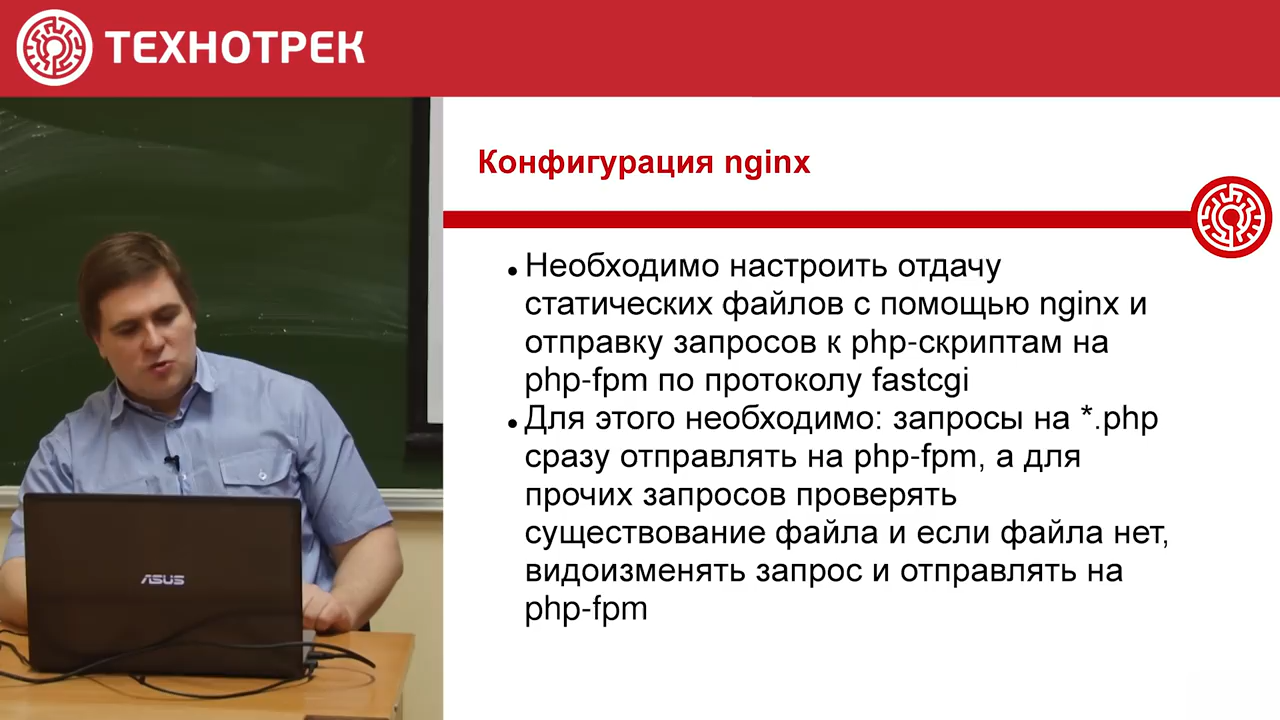 ТЕХНОТРЕК
Конфигурация nginx
• Необходимо настроить отдачу
статических файлов с помощью nginx и
отправку запросов к php-скриптам на
php-fpm по протоколу fastcgi
• Для этого необходимо: запросы на *.php
сразу отправлять на php-fpm, а для
прочих запросов проверять
существование файла и если файла нет,
видоизменять запрос и отправлять на
php-fpm
ASUS